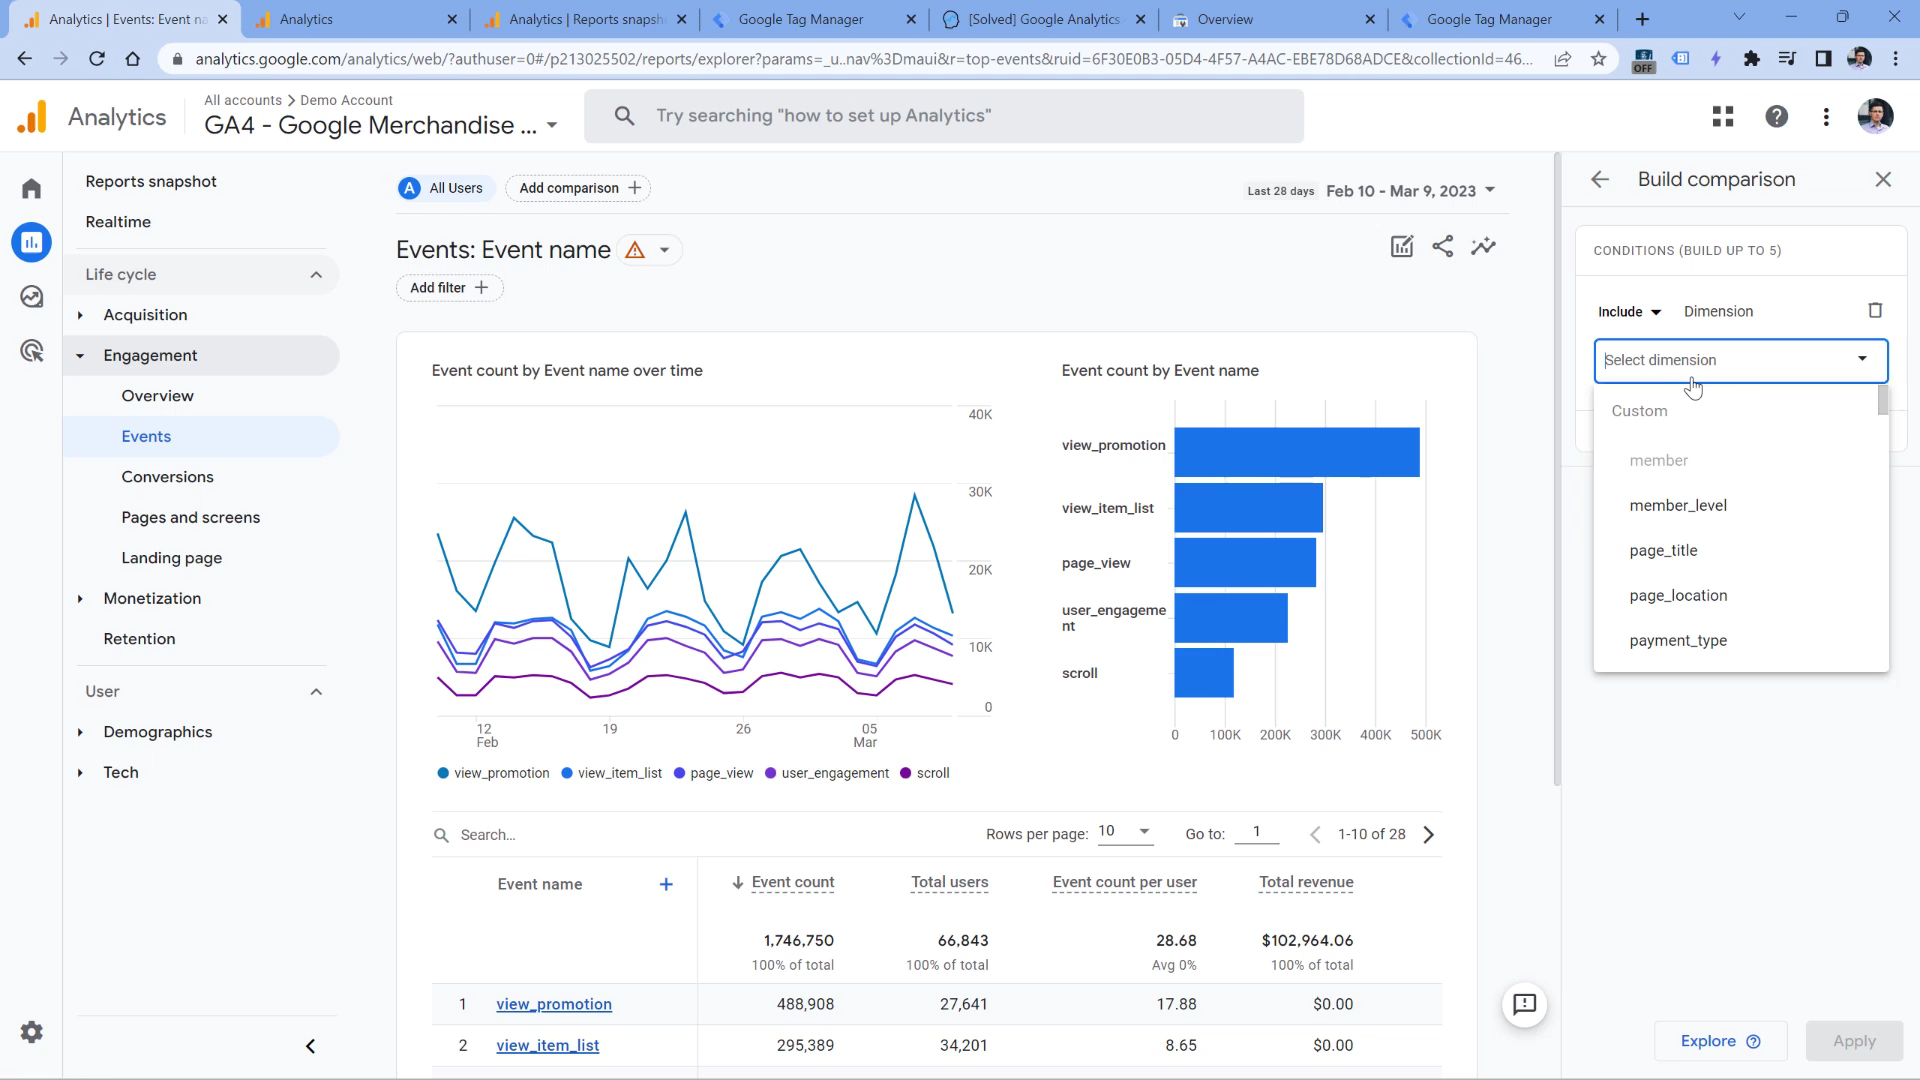 Analytics | Events: Event na
Analytics
Analytics | Reports snapsh
Google Tag Manager
[Solved] Google Analytics
Overview
Google Tag Manager
analytics.google.com/analytics/web/?authuser=0#/p213025502/reports/explorer?params=_u..nav%3Dmaui&r=top-events&ruid=6F30E0B3-05D4-4F57-A4AC-EBE78D68ADCE&collectionId=46...
OFF
Analytics
All accounts > Demo Account
GA4 - Google Merchandise ...
Try searching "how to set up Analytics"
Reports snapshot
Realtime
Life cycle
Acquisition
Engagement
Overview
Events
Conversions
Pages and screens
Landing page
Monetization
Retention
User
Demographics
Tech
A All Users
Add comparison +
Last 28 days Feb 10 - Mar 9, 2023
Events: Event name
Add filter +
Event count by Event name over time
40K
30K
20K
10K
0
12 19 26 05
Feb Mar
view_promotion view_item_list page_view user_engagement scroll
Event count by Event name
view_promotion
view_item_list
page_view
user_engageme
nt
scroll
0 100K 200K 300K 400K 500K
Search...
Rows per page: 10 Go to: 1 1-10 of 28
Event name + Event count Total users Event count per user Total revenue
1,746,750 66,843 28.68 $102,964.06
100% of total 100% of total Avg 0% 100% of total
1 view_promotion 488,908 27,641 17.88 $0.00
2 view_item_list 295,389 34,201 8.65 $0.00
Build comparison
CONDITIONS (BUILD UP TO 5)
Include Dimension
Select dimension
Custom
member
member_level
page_title
page_location
payment_type
Explore Apply